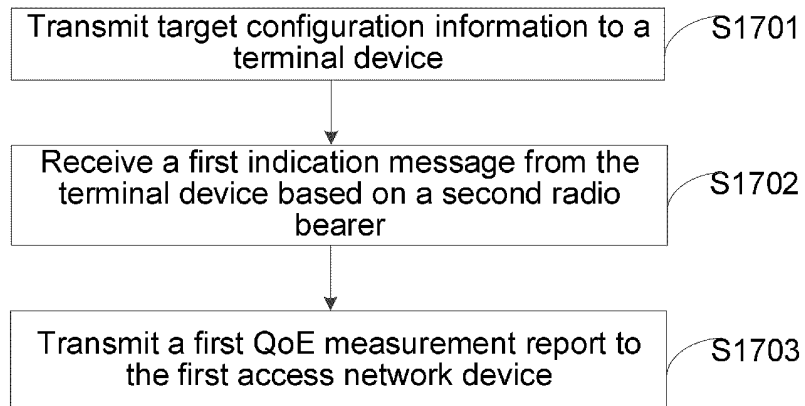 Transmit target configuration information to a
terminal device
S1701
Receive a first indication message from the
terminal device based on a second radio
bearer
S1702
Transmit a first QoE measurement report to
the first access network device
S1703